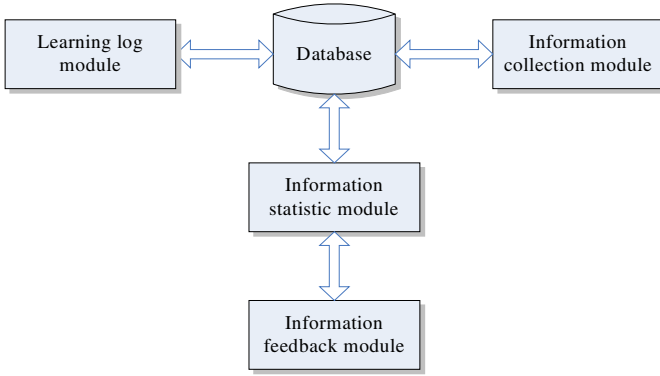 Learning log
module
Database
Information
collection module
Information
statistic module
Information
feedback module